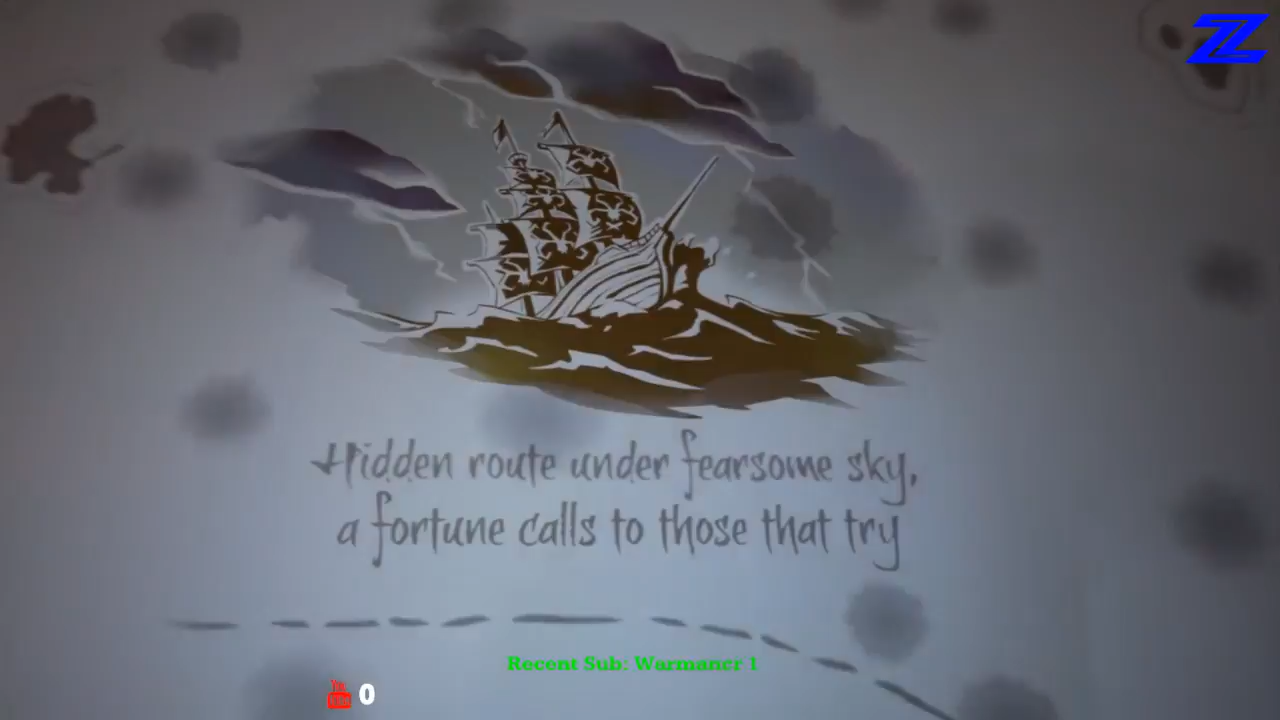 Hidden route under fearsome sky,
a fortune calls to those that try
Recent Sub: Warmancr 1
0